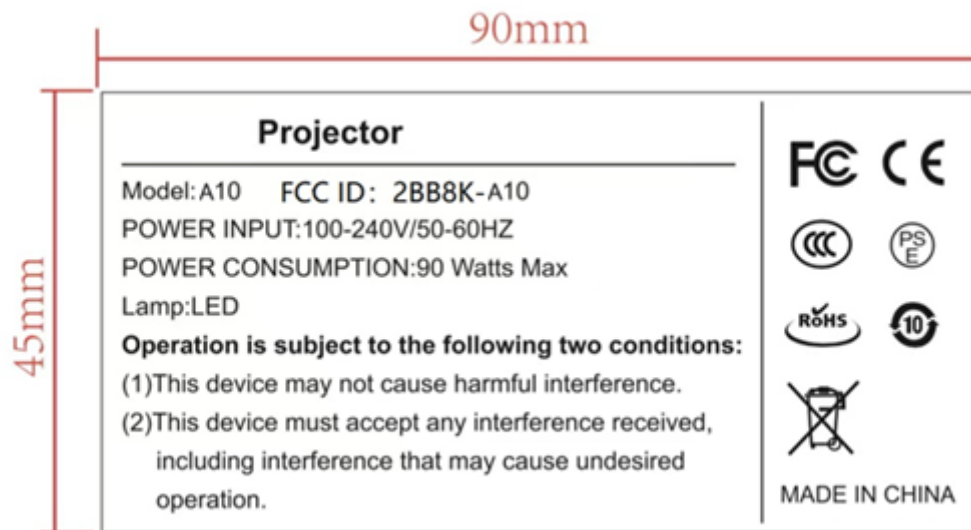 90mm
45mm
Projector
Model:A10 FCC ID：2BB8K-A10
POWER INPUT:100-240V/50-60HZ
POWER CONSUMPTION:90 Watts Max
Lamp:LED
Operation is subject to the following two conditions:
(1)This device may not cause harmful interference.
(2)This device must accept any interference received,
including interference that may cause undesired
operation.
FC CE
CCC PSE
RoHS 10
MADE IN CHINA